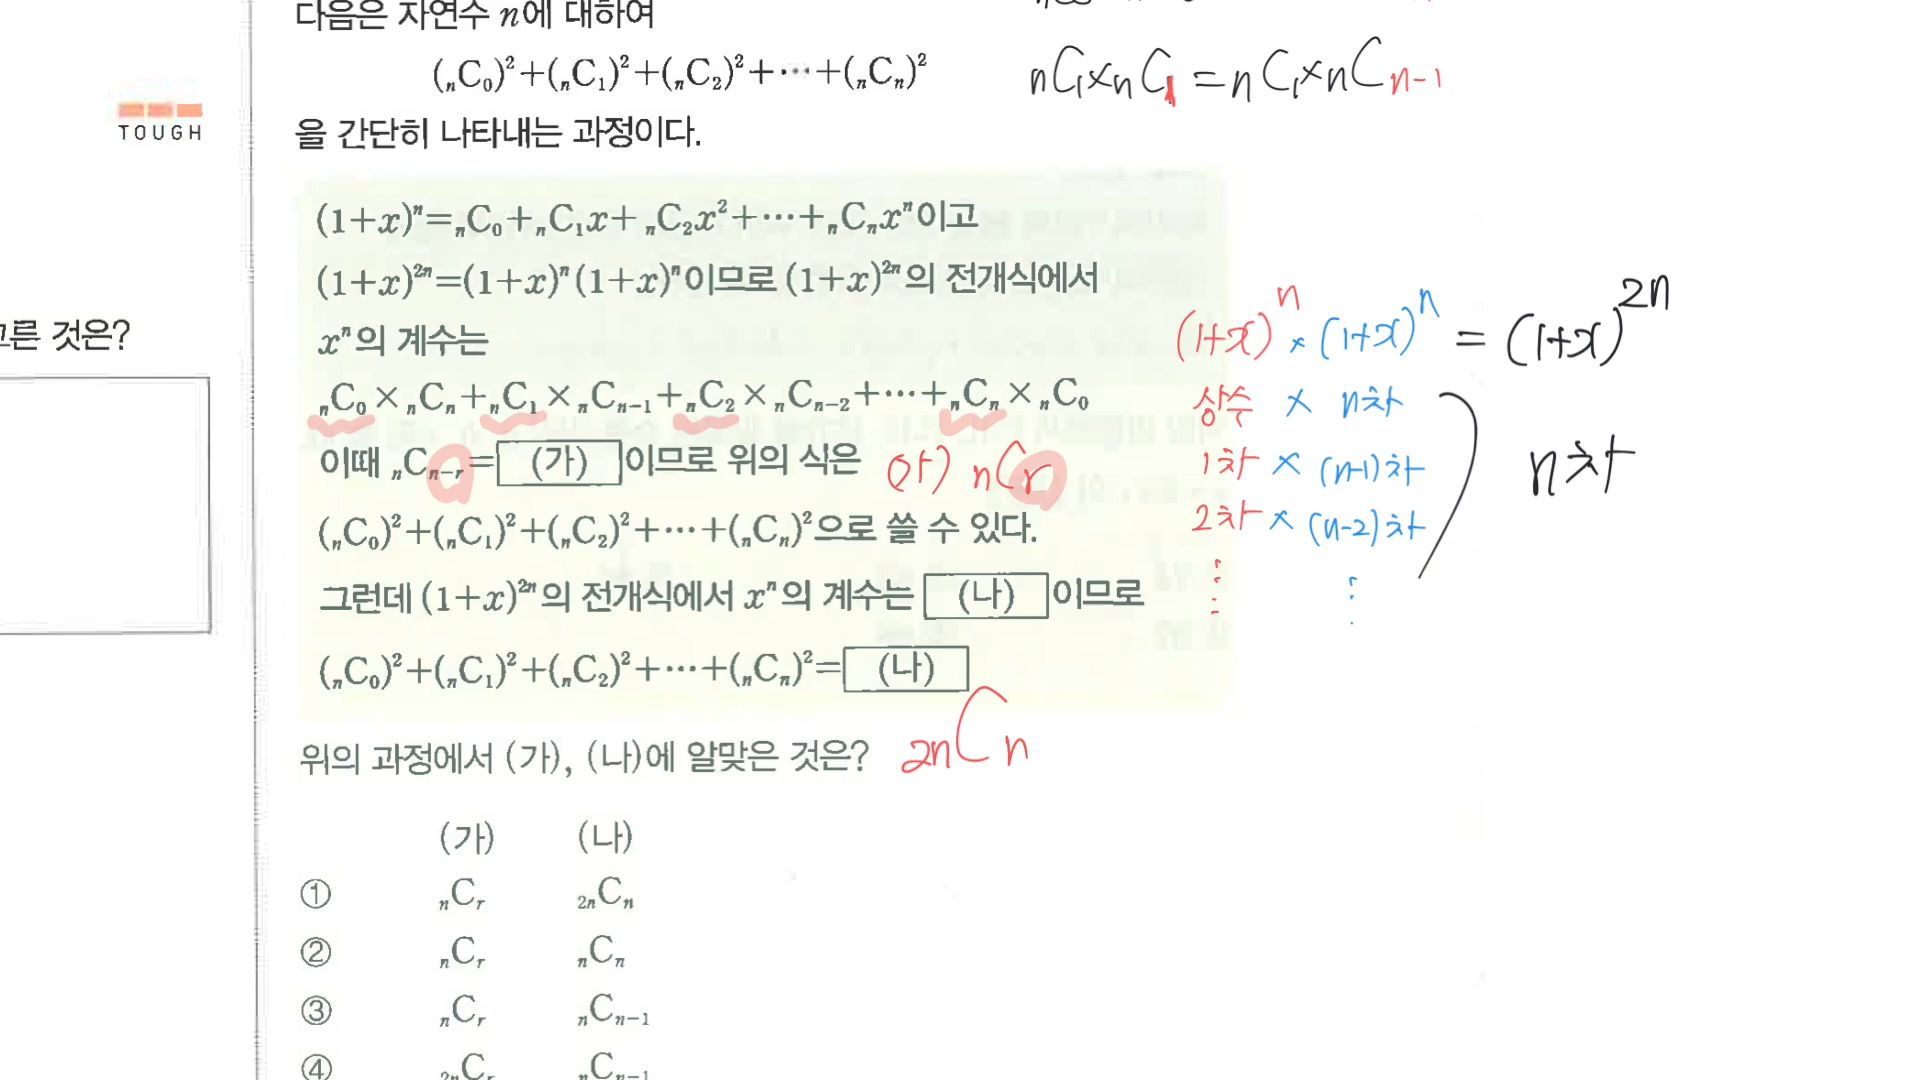 다음은 자연수 n에 대하여
(ₙC₀)²+(ₙC₁)²+(ₙC₂)²+⋯+(ₙCₙ)²
nC₁×nC₁=nC₁×nCn-1
TOUGH
을 간단히 나타내는 과정이다.
(1+x)ⁿ=ₙC₀+ₙC₁x+ₙC₂x²+⋯+ₙCₙxⁿ이고
(1+x)²ⁿ=(1+x)ⁿ(1+x)ⁿ이므로 (1+x)²ⁿ의 전개식에서
xⁿ의 계수는
ₙC₀×ₙCₙ+ₙC₁×ₙCₙ₋₁+ₙC₂×ₙCₙ₋₂+⋯+ₙCₙ×ₙC₀
이때 ₙCₙ₋ᵣ= (가) 이므로 위의 식은
(ₙC₀)²+(ₙC₁)²+(ₙC₂)²+⋯+(ₙCₙ)²으로 쓸 수 있다.
그런데 (1+x)²ⁿ의 전개식에서 xⁿ의 계수는 (나) 이므로
(ₙC₀)²+(ₙC₁)²+(ₙC₂)²+⋯+(ₙCₙ)²= (나)
nCr
(1+x)ⁿ × (1+x)ⁿ = (1+x)²ⁿ
상수 × n차
1차 × (n-1)차
2차 × (n-2)차
⋮ ⋮
n차
른 것은?
위의 과정에서 (가), (나)에 알맞은 것은?
2nCn
(가) (나)
① ₙCᵣ ₂ₙCₙ
② ₙCᵣ ₙCₙ
③ ₙCᵣ ₙCₙ₋₁
④ ₂ₙCᵣ ₙCₙ₋₁